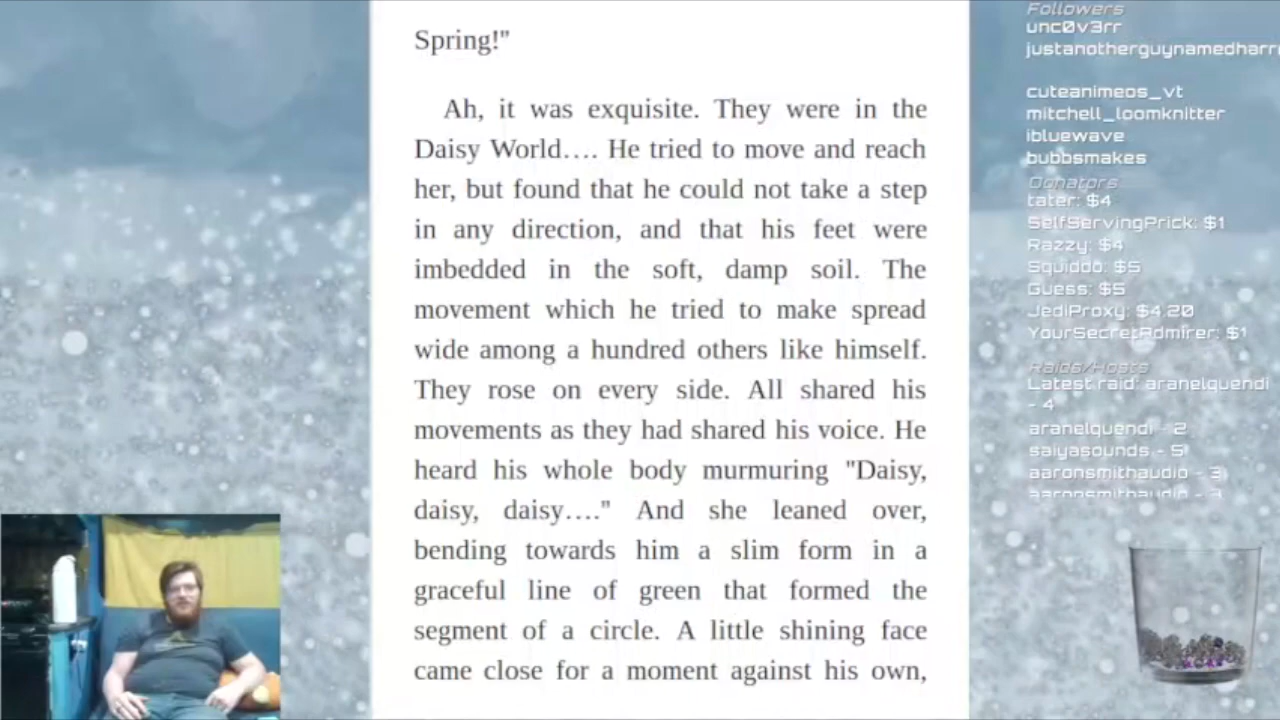 Spring!"
Ah, it was exquisite. They were in the
Daisy World…. He tried to move and reach
her, but found that he could not take a step
in any direction, and that his feet were
imbedded in the soft, damp soil. The
movement which he tried to make spread
wide among a hundred others like himself.
They rose on every side. All shared his
movements as they had shared his voice. He
heard his whole body murmuring "Daisy,
daisy, daisy…." And she leaned over,
bending towards him a slim form in a
graceful line of green that formed the
segment of a circle. A little shining face
came close for a moment against his own,
Followers
unc0v3rr
justanotherguynamedharr
cuteanimeos_vt
mitchell_loomknitter
ibluewave
bubbsmakes
Donators
tater: $4
SelfServingPrick: $1
Razzy: $4
Squiddo: $5
Guess: $5
JediProxy: $4.20
YourSecretAdmirer: $1
Raids/Hosts
Latest raid: aranelquendi
- 4
aranelquendi - 2
saiyasounds - 5
aaronsmithaudio - 3
aaronsmithaudio - 3